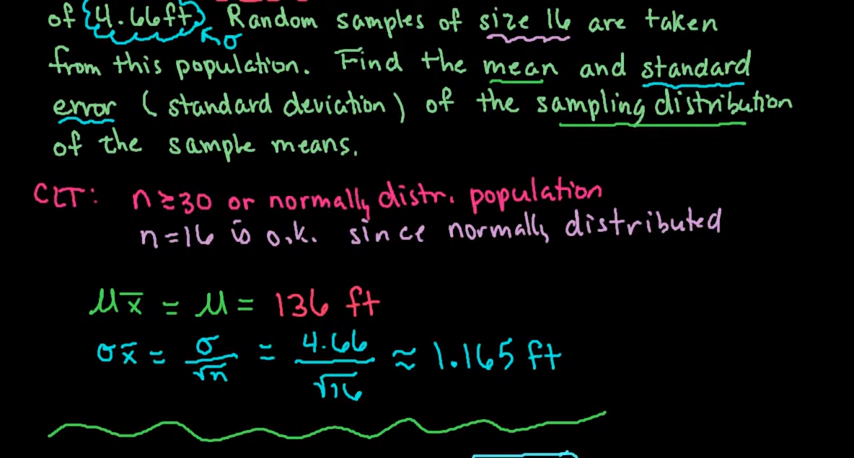 of {4.66ft}. Random samples of size 16 are taken
σ
from this population. Find the mean and standard
error (standard deviation) of the sampling distribution
of the sample means.
CLT: n ≥ 30 or normally distr. population
n = 16 is o.k. since normally distributed
μx̄ = μ = 136 ft
σx̄ = σ/√n = 4.66/√16 ≈ 1.165 ft